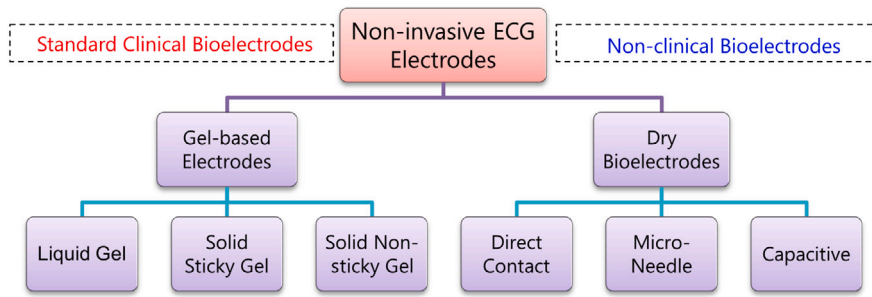 Standard Clinical Bioelectrodes
Non-invasive ECG
Electrodes
Non-clinical Bioelectrodes
Gel-based
Electrodes
Dry
Bioelectrodes
Liquid Gel
Solid
Sticky Gel
Solid Non-
sticky Gel
Direct
Contact
Micro-
Needle
Capacitive